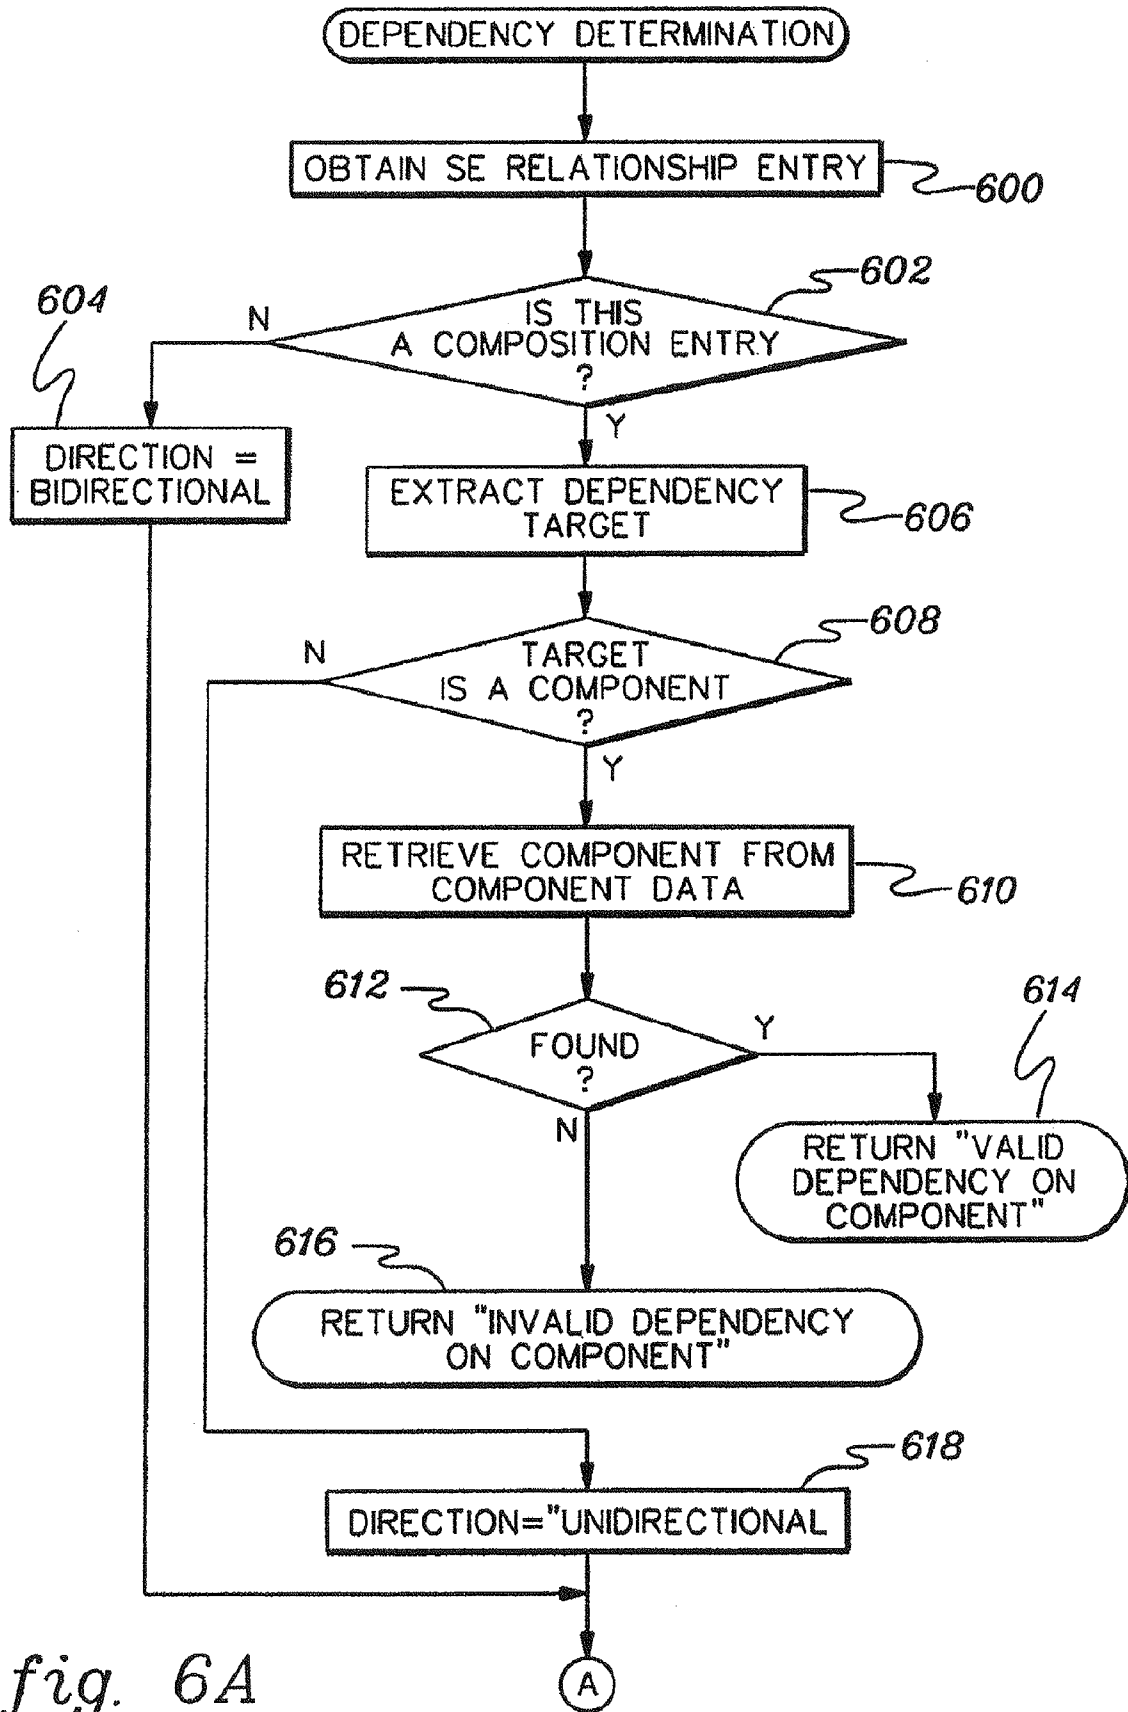 DEPENDENCY DETERMINATION
OBTAIN SE RELATIONSHIP ENTRY
600
602
604
N
IS THIS
A COMPOSITION ENTRY
?
Y
DIRECTION =
BIDIRECTIONAL
EXTRACT DEPENDENCY
TARGET
606
608
N
TARGET
IS A COMPONENT
?
Y
RETRIEVE COMPONENT FROM
COMPONENT DATA
610
612
614
FOUND
?
Y
N
RETURN "VALID
DEPENDENCY ON
COMPONENT"
616
RETURN "INVALID DEPENDENCY
ON COMPONENT"
618
DIRECTION="UNIDIRECTIONAL
A
fig. 6A